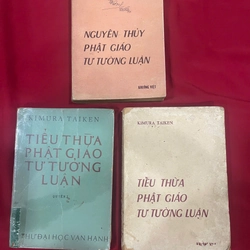 NGUYÊN THỦY
PHẬT GIÁO
TƯ TƯỞNG LUẬN
KIMURA TAIKEN
TIỂU THỪA
PHẬT GIÁO
TƯ TƯỞNG
LUẬN
TU THƯ ĐẠI HỌC VẠN HẠNH
KIMURA TAIKEN
TIỂU THỪA
PHẬT GIÁO
TƯ TƯỞNG LUẬN